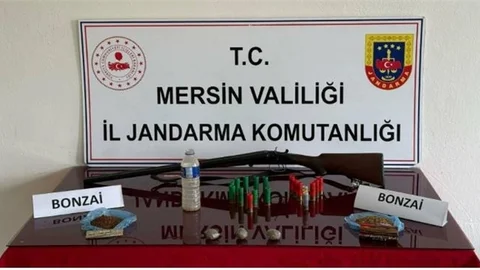 T.C.
MERSİN VALİLİĞİ
İL JANDARMA KOMUTANLIĞI
JANDARMA
BONZAİ
BONZAİ